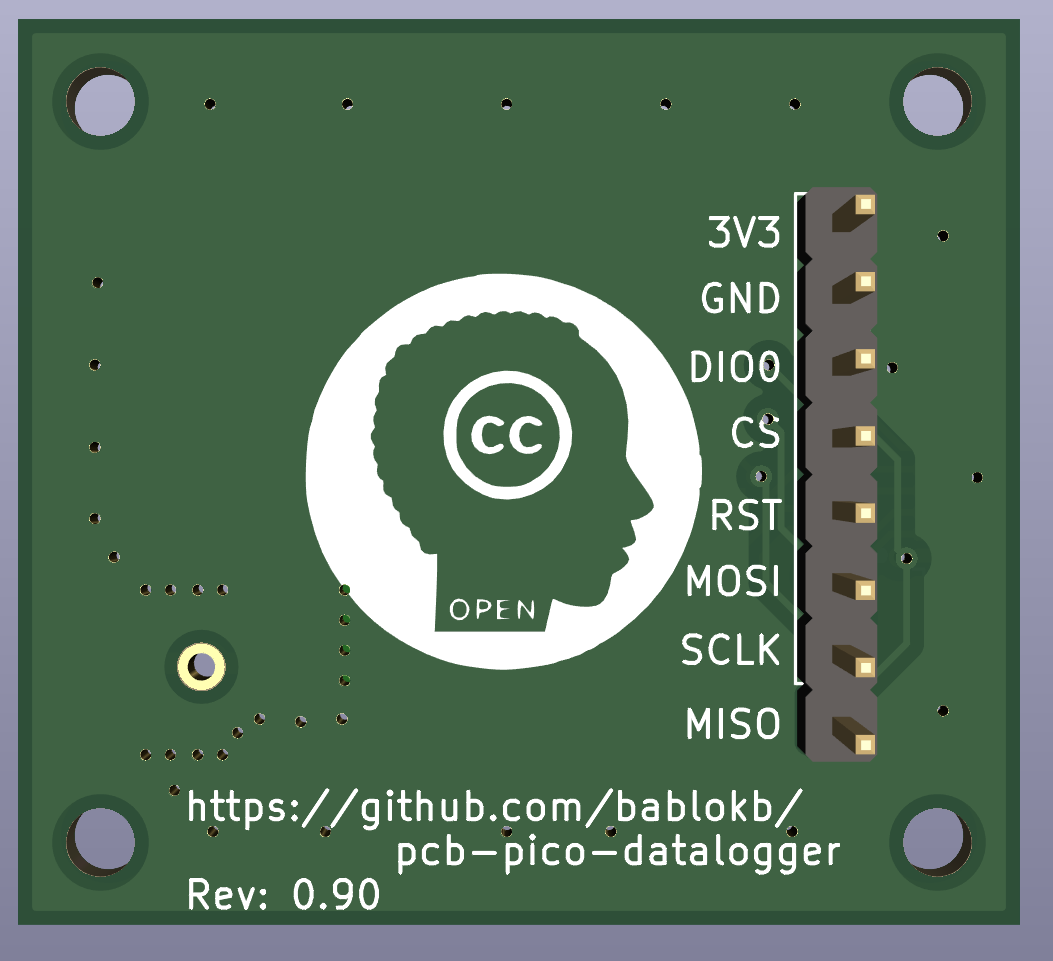 3V3
GND
DIO0
CS
RST
MOSI
SCLK
MISO
CC
OPEN
https://github.com/bablokb/
pcb-pico-datalogger
Rev: 0.90